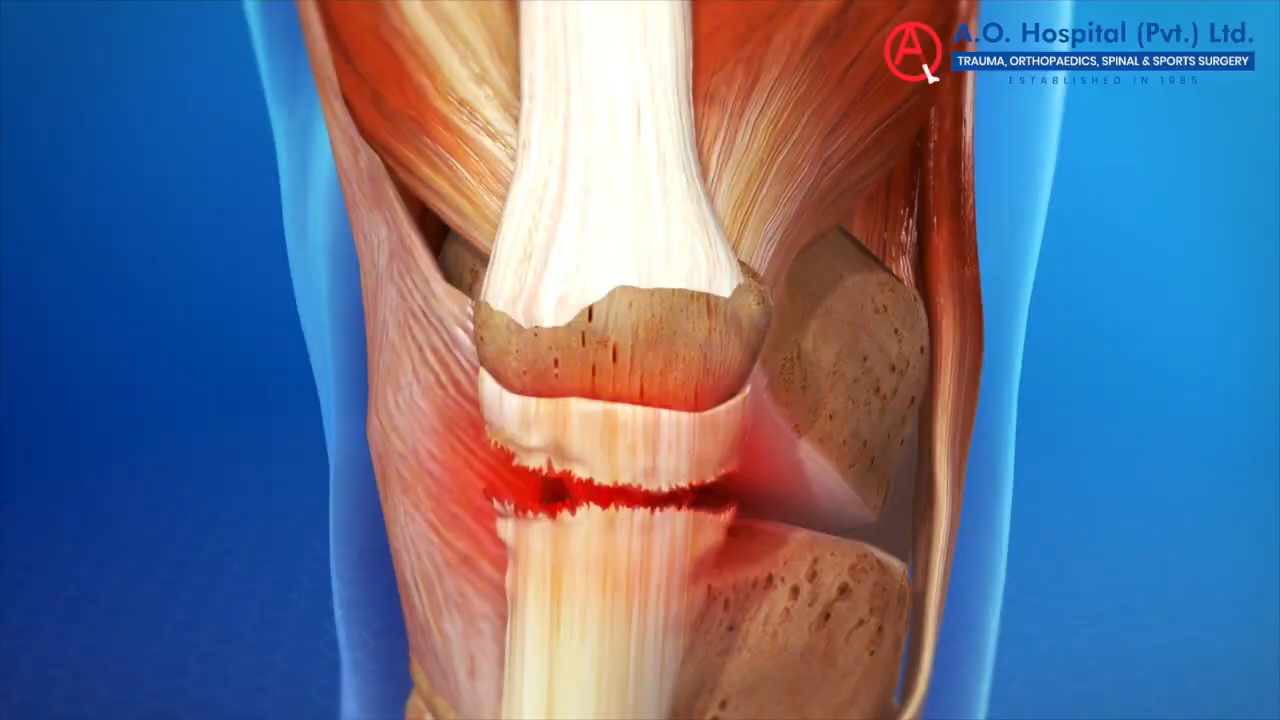 A.O. Hospital (Pvt.) Ltd.
TRAUMA, ORTHOPAEDICS, SPINAL & SPORTS SURGERY
ESTABLISHED IN 1985